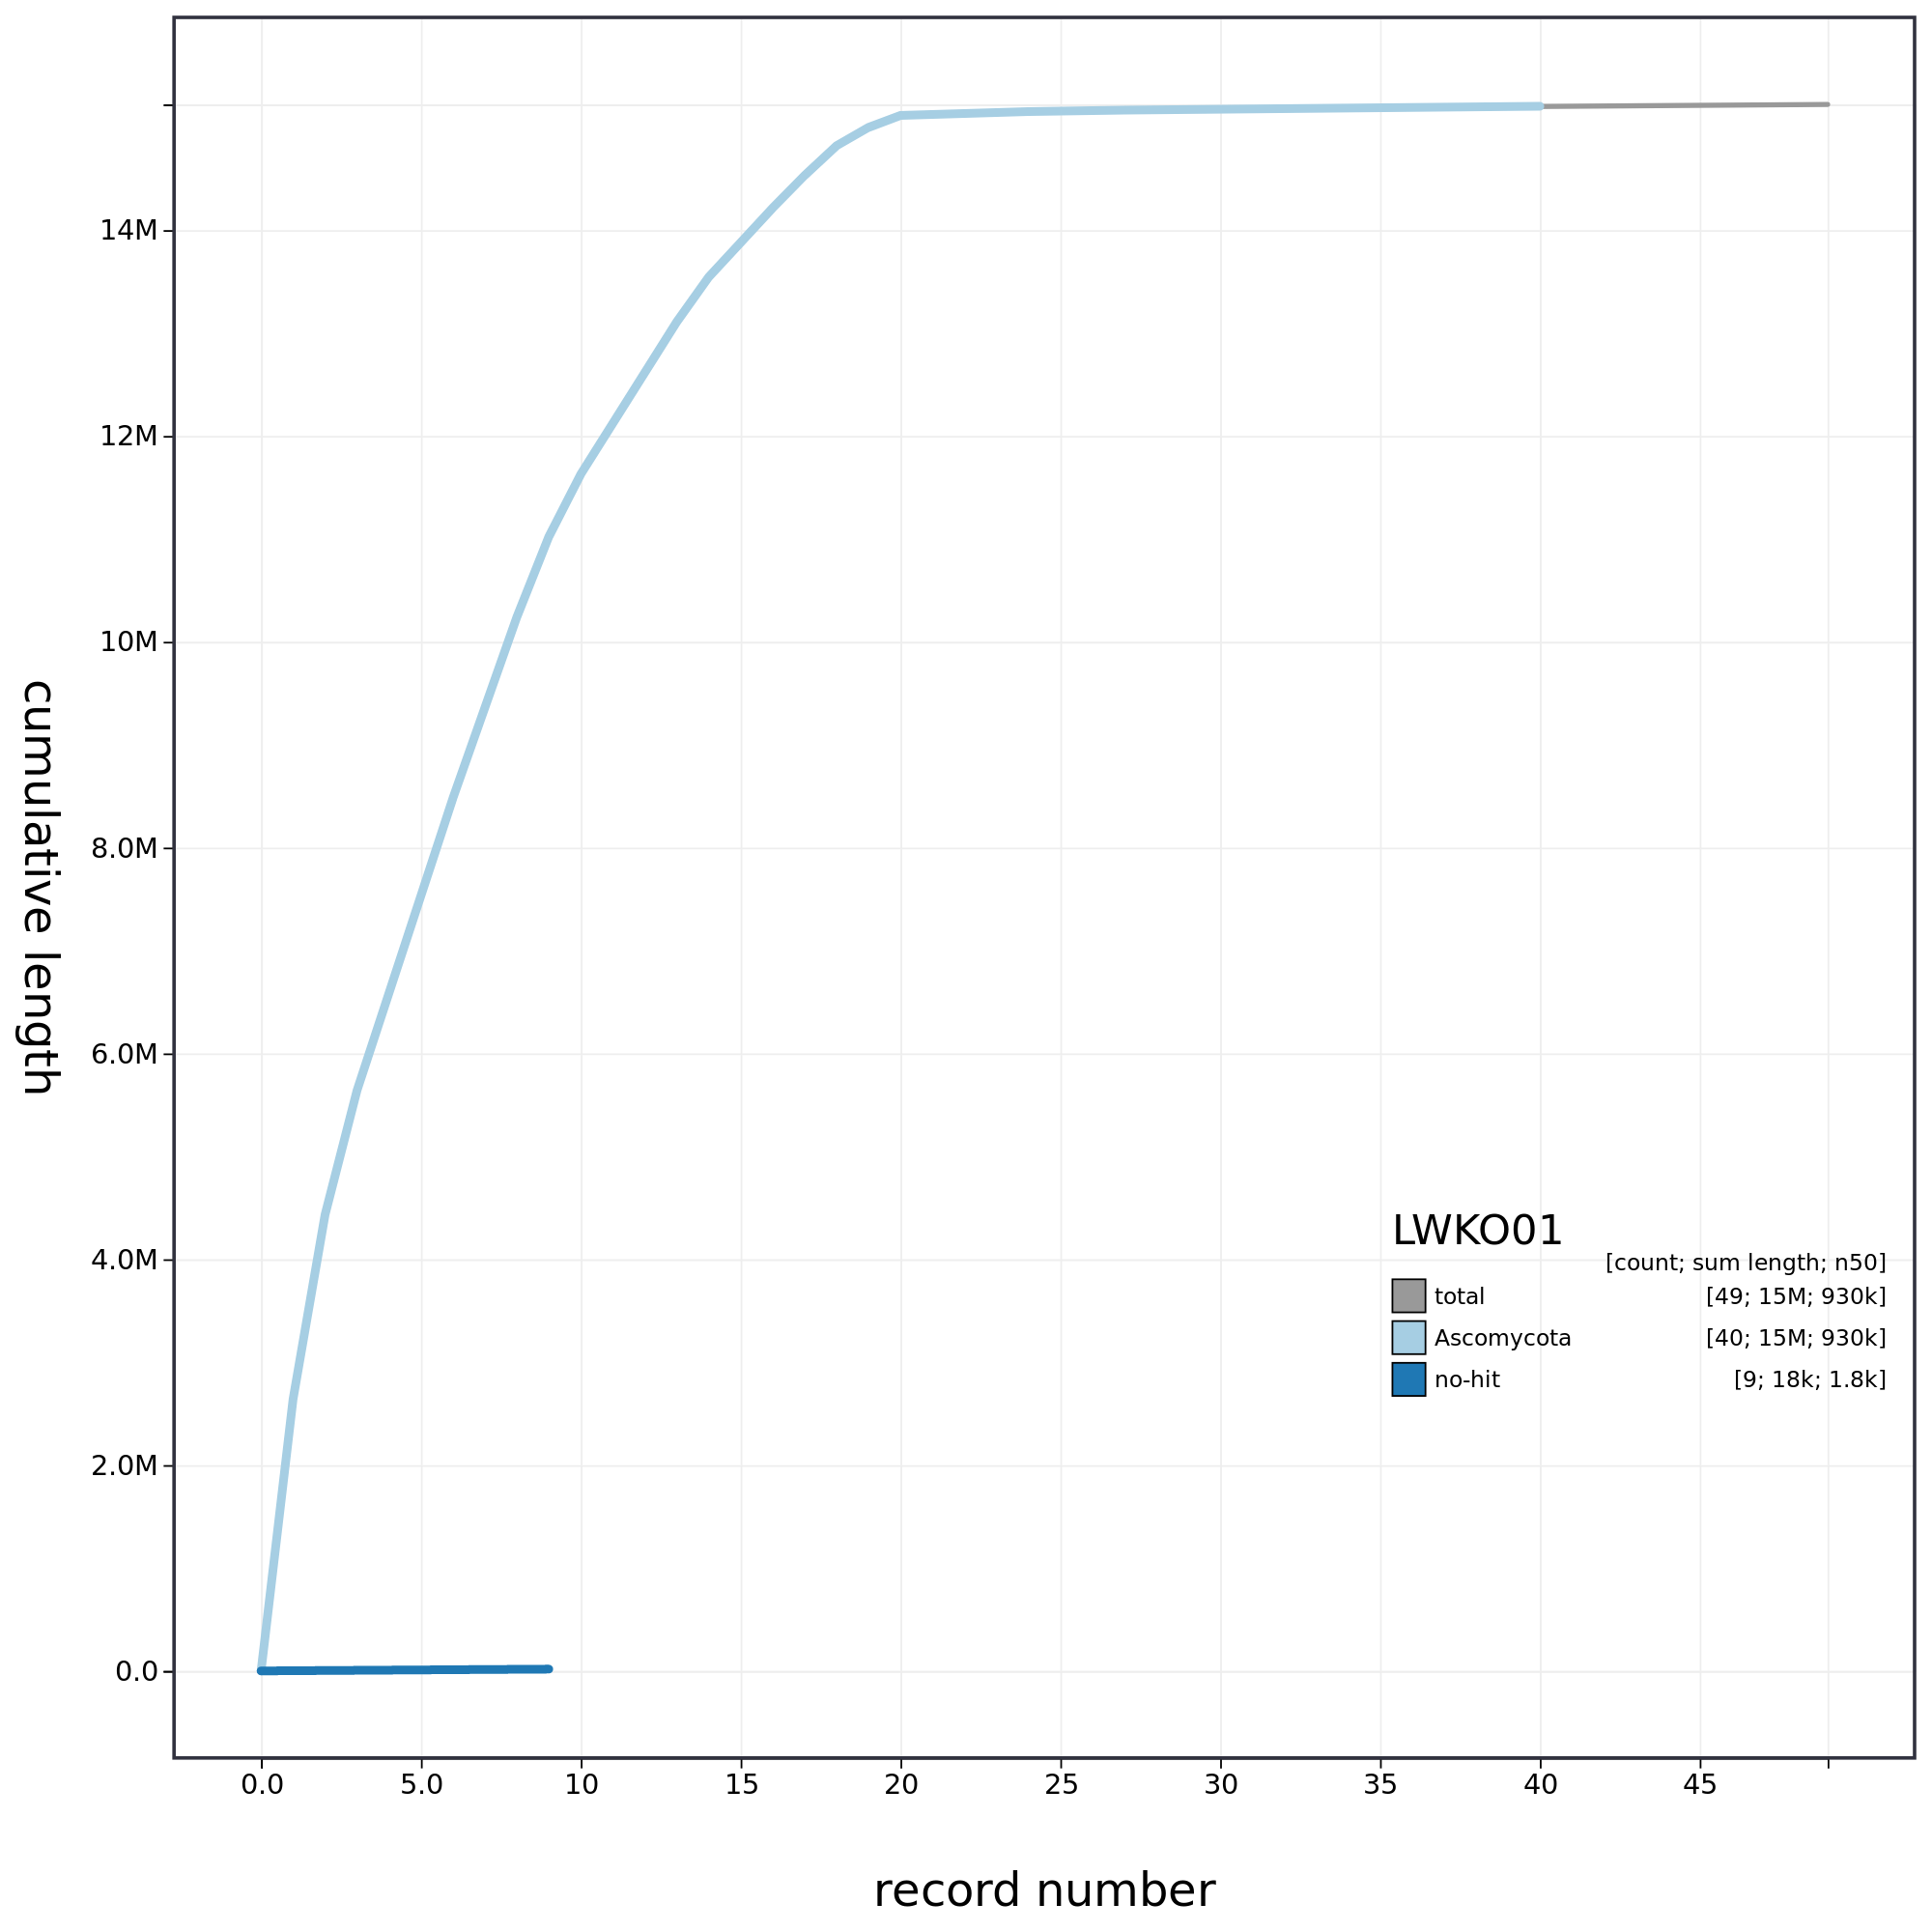 14M
12M
10M
8.0M
6.0M
4.0M
2.0M
0.0
cumulative length
LWKO01
[count; sum length; n50]
total [49; 15M; 930k]
Ascomycota [40; 15M; 930k]
no-hit [9; 18k; 1.8k]
0.0 5.0 10 15 20 25 30 35 40 45
record number